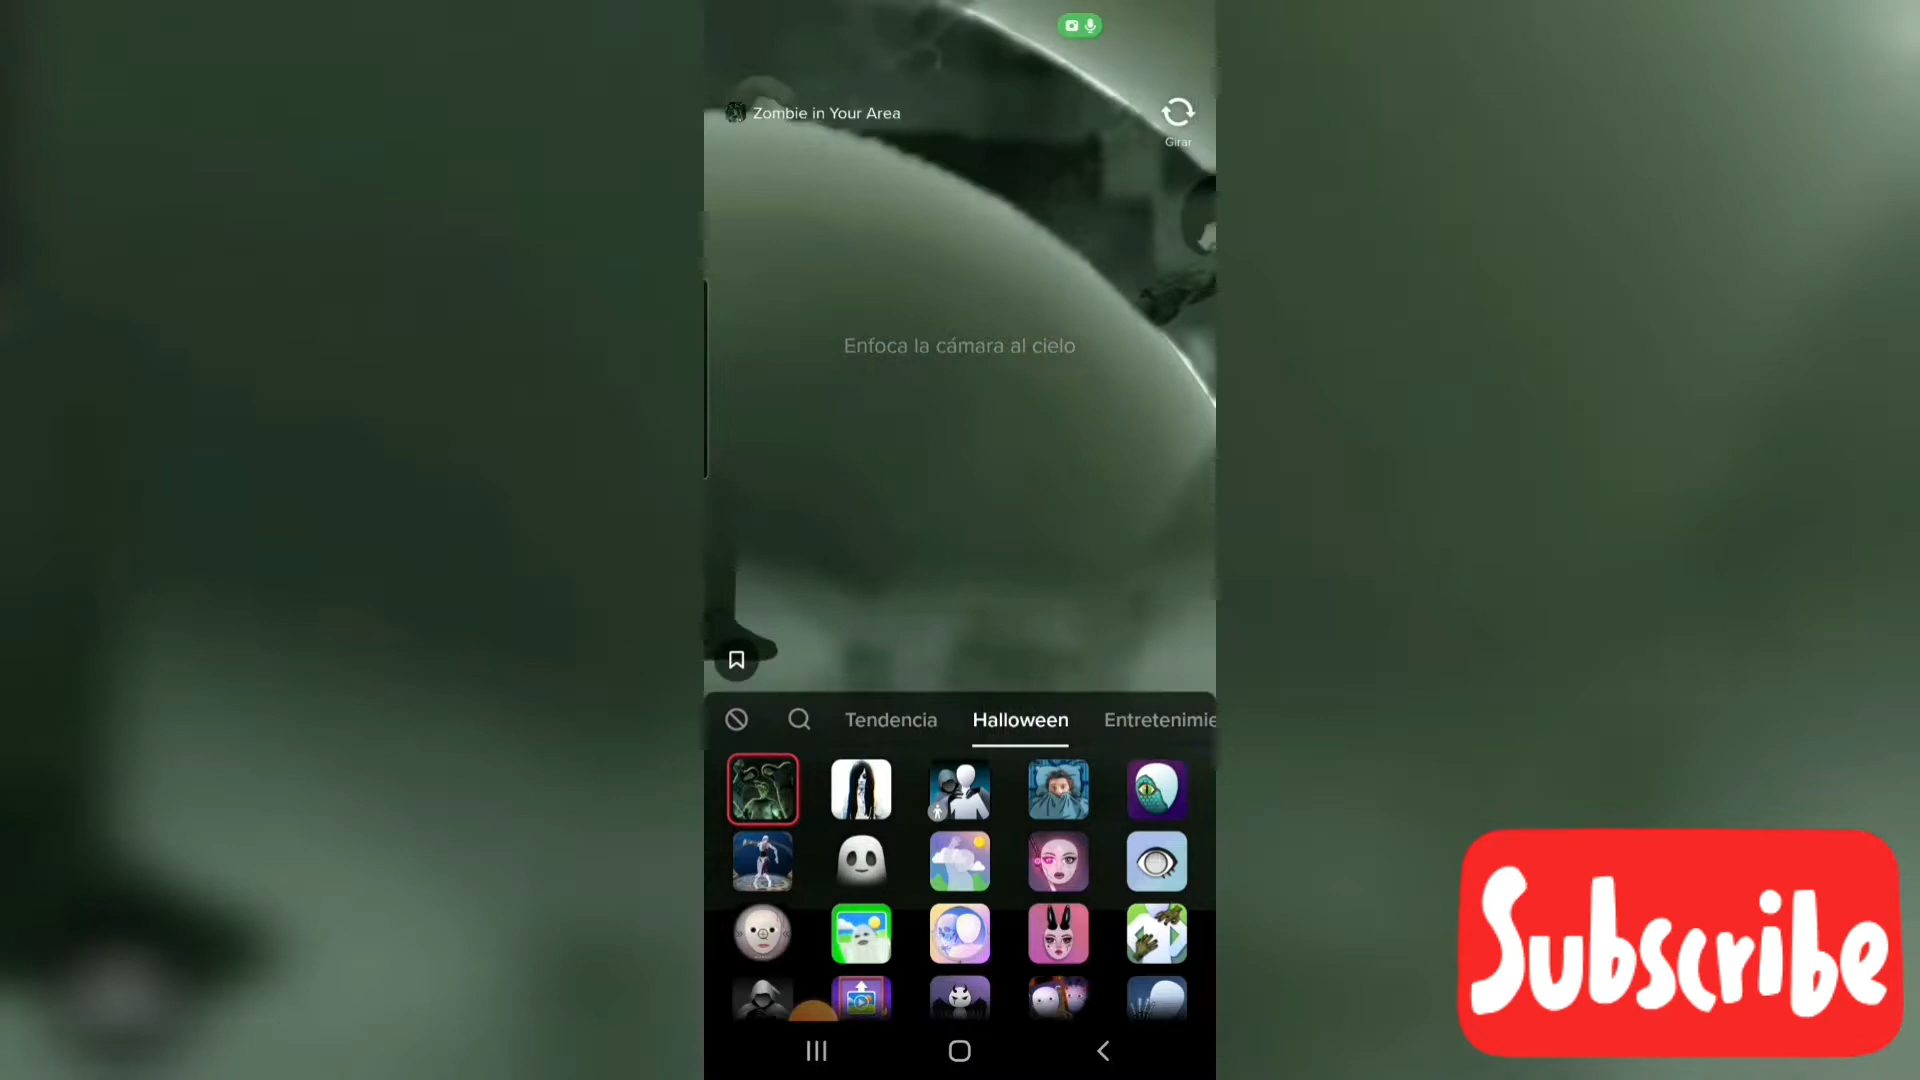 Zombie in Your Area
Girar
Enfoca la cámara al cielo
Tendencia
Halloween
Entretenimie
Subscribe